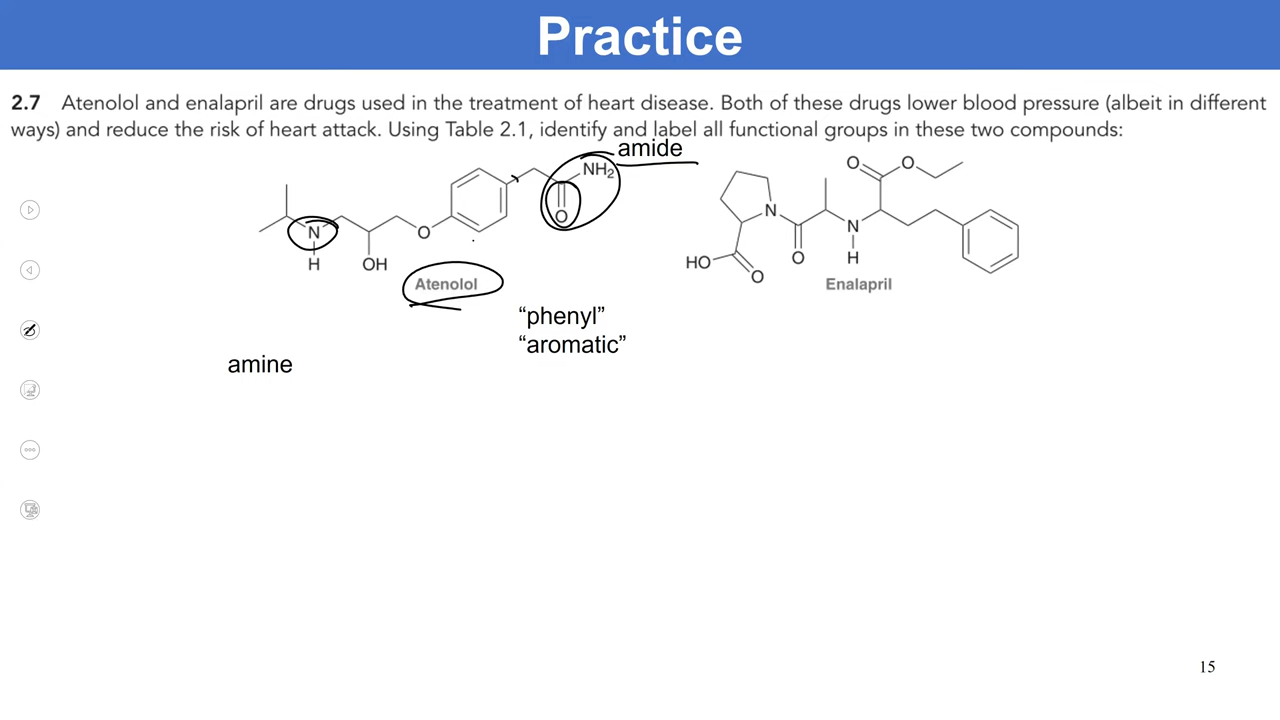 Practice
2.7 Atenolol and enalapril are drugs used in the treatment of heart disease. Both of these drugs lower blood pressure (albeit in different
ways) and reduce the risk of heart attack. Using Table 2.1, identify and label all functional groups in these two compounds:
amide
NH2
O
N
H
OH
O
Atenolol
O
O
N
O
N
H
HO
O
Enalapril
“phenyl”
“aromatic”
amine
15